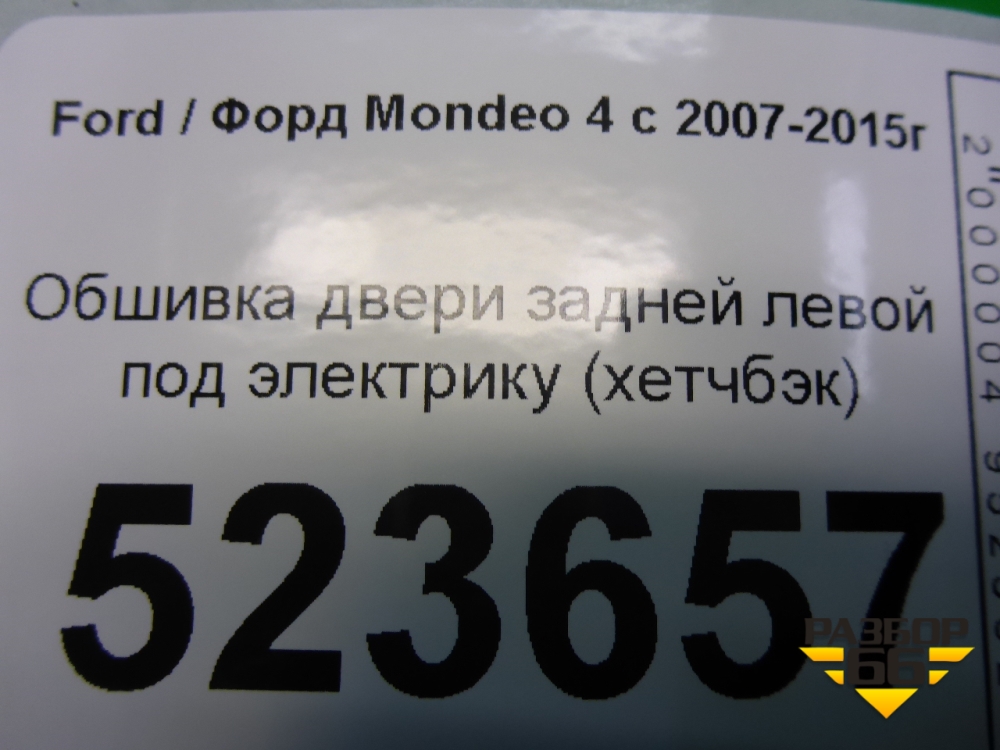 Ford / Форд Mondeo 4 с 2007-2015г
Обшивка двери задней левой
под электрику (хетчбэк)
523657
РАЗБОР
66